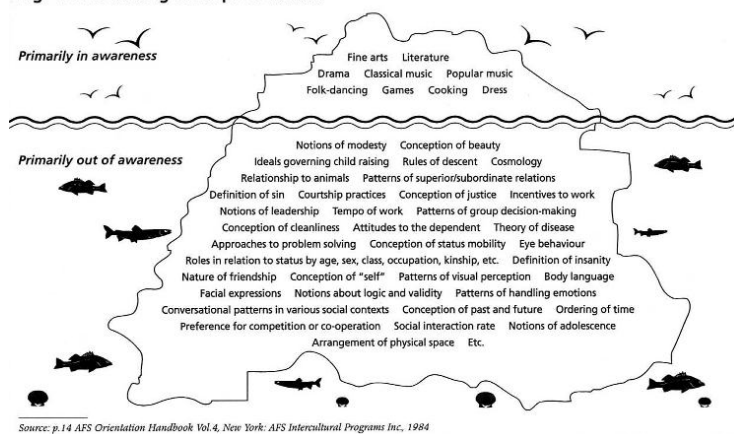 Primarily in awareness
Fine arts Literature
Drama Classical music Popular music
Folk-dancing Games Cooking Dress
Primarily out of awareness
Notions of modesty Conception of beauty
Ideals governing child raising Rules of descent Cosmology
Relationship to animals Patterns of superior/subordinate relations
Definition of sin Courtship practices Conception of justice Incentives to work
Notions of leadership Tempo of work Patterns of group decision-making
Conception of cleanliness Attitudes to the dependent Theory of disease
Approaches to problem solving Conception of status mobility Eye behaviour
Roles in relation to status by age, sex, class, occupation, kinship, etc. Definition of insanity
Nature of friendship Conception of "self" Patterns of visual perception Body language
Facial expressions Notions about logic and validity Patterns of handling emotions
Conversational patterns in various social contexts Conception of past and future Ordering of time
Preference for competition or co-operation Social interaction rate Notions of adolescence
Arrangement of physical space Etc.
Source: p.14 AFS Orientation Handbook Vol.4, New York: AFS Intercultural Programs Inc, 1984